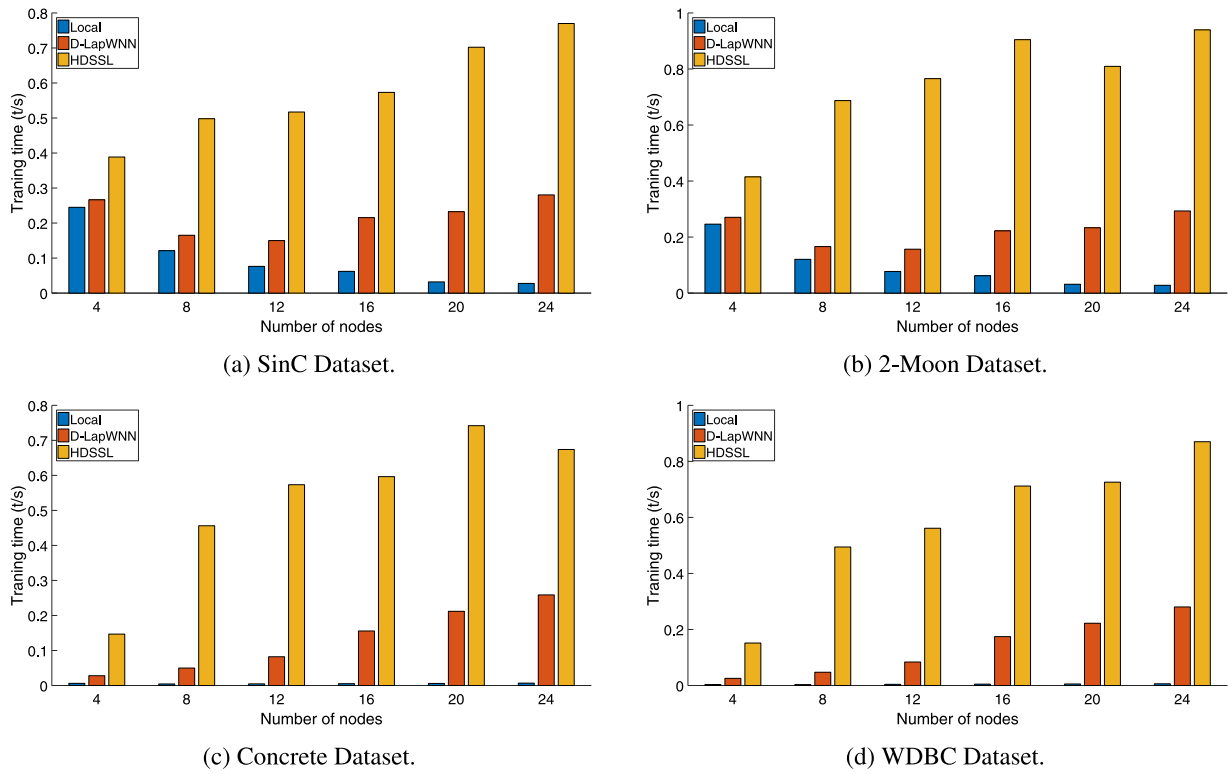 Local
D-LapWNN
HDSSL
0.8
0.7
0.6
0.5
0.4
0.3
0.2
0.1
0
Traning time (t/s)
4 8 12 16 20 24
Number of nodes
(a) SinC Dataset.
Local
D-LapWNN
HDSSL
1
0.8
0.6
0.4
0.2
0
Traning time (t/s)
4 8 12 16 20 24
Number of nodes
(b) 2-Moon Dataset.
Local
D-LapWNN
HDSSL
0.8
0.7
0.6
0.5
0.4
0.3
0.2
0.1
0
Traning time (t/s)
4 8 12 16 20 24
Number of nodes
(c) Concrete Dataset.
Local
D-LapWNN
HDSSL
1
0.8
0.6
0.4
0.2
0
Traning time (t/s)
4 8 12 16 20 24
Number of nodes
(d) WDBC Dataset.